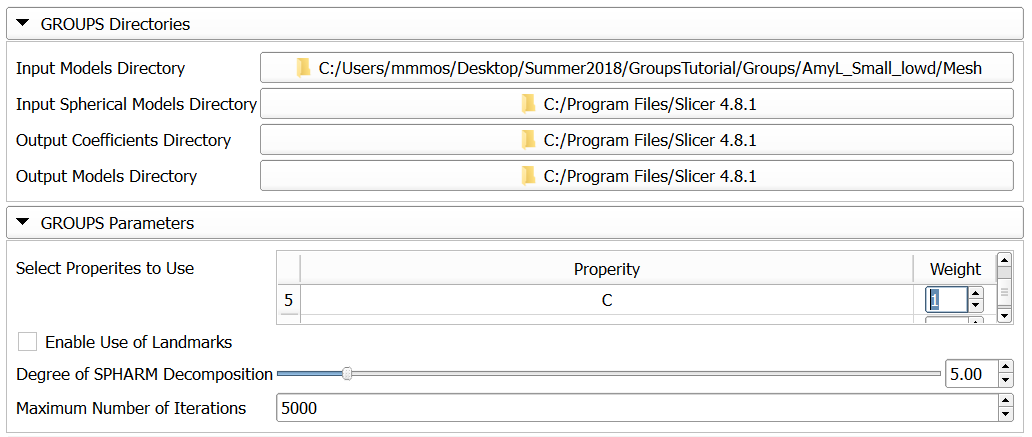 GROUPS Directories
Input Models Directory C:/Users/mmmos/Desktop/Summer2018/GroupsTutorial/Groups/AmyL_Small_lowd/Mesh
Input Spherical Models Directory C:/Program Files/Slicer 4.8.1
Output Coefficients Directory C:/Program Files/Slicer 4.8.1
Output Models Directory C:/Program Files/Slicer 4.8.1
GROUPS Parameters
Select Properites to Use Properity Weight
5 C 1
Enable Use of Landmarks
Degree of SPHARM Decomposition 5.00
Maximum Number of Iterations 5000